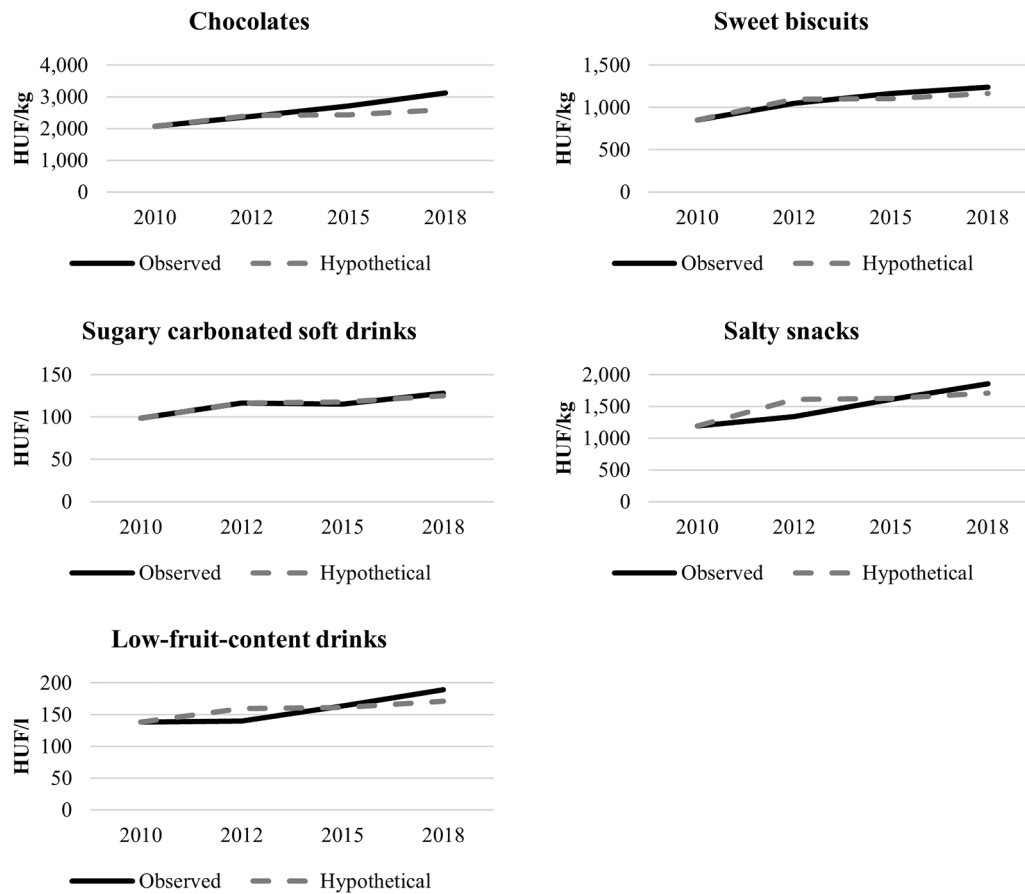 Chocolates
HUF/kg
4,000
3,000
2,000
1,000
0
2010 2012 2015 2018
Observed Hypothetical
Sweet biscuits
HUF/kg
1,500
1,000
500
0
2010 2012 2015 2018
Observed Hypothetical
Sugary carbonated soft drinks
HUF/l
150
100
50
0
2010 2012 2015 2018
Observed Hypothetical
Salty snacks
HUF/kg
2,000
1,500
1,000
500
0
2010 2012 2015 2018
Observed Hypothetical
Low-fruit-content drinks
HUF/l
200
150
100
50
0
2010 2012 2015 2018
Observed Hypothetical